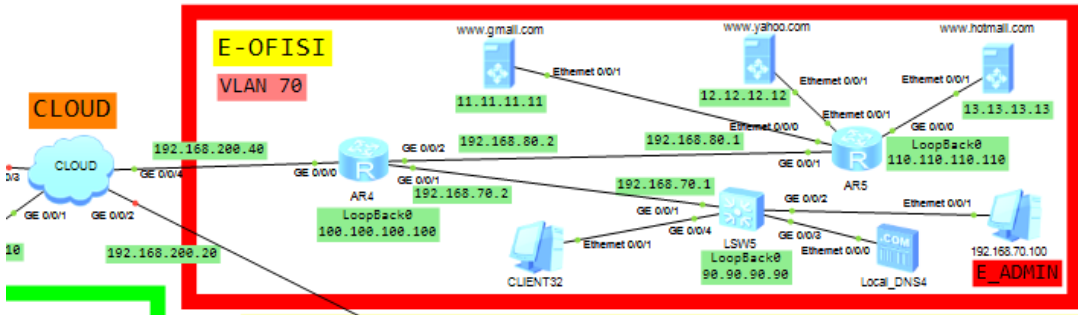 E-OFISI
VLAN 70
www.gmail.com
www.yahoo.com
www.hotmail.com
Ethernet 0/0/1
Ethernet 0/0/1
Ethernet 0/0/1
11.11.11.11
12.12.12.12
13.13.13.13
Ethernet 0/0/1
Ethernet 0/0/0
GE 0/0/0
CLOUD
CLOUD
192.168.200.40
GE 0/0/4
GE 0/0/0
GE 0/0/2
192.168.80.2
192.168.80.1
GE 0/0/1
LoopBack0
110.110.110.110
AR5
R
R
AR4
GE 0/0/1
192.168.70.2
192.168.70.1
0/3
GE 0/0/1
GE 0/0/2
LoopBack0
100.100.100.100
GE 0/0/1
GE 0/0/2
Ethernet 0/0/1
GE 0/0/4
GE 0/0/3
Ethernet 0/0/1
Ethernet 0/0/0
LSW5
LoopBack0
90.90.90.90
.COM
10
192.168.200.20
CLIENT32
Local_DNS4
192.168.70.100
E_ADMIN